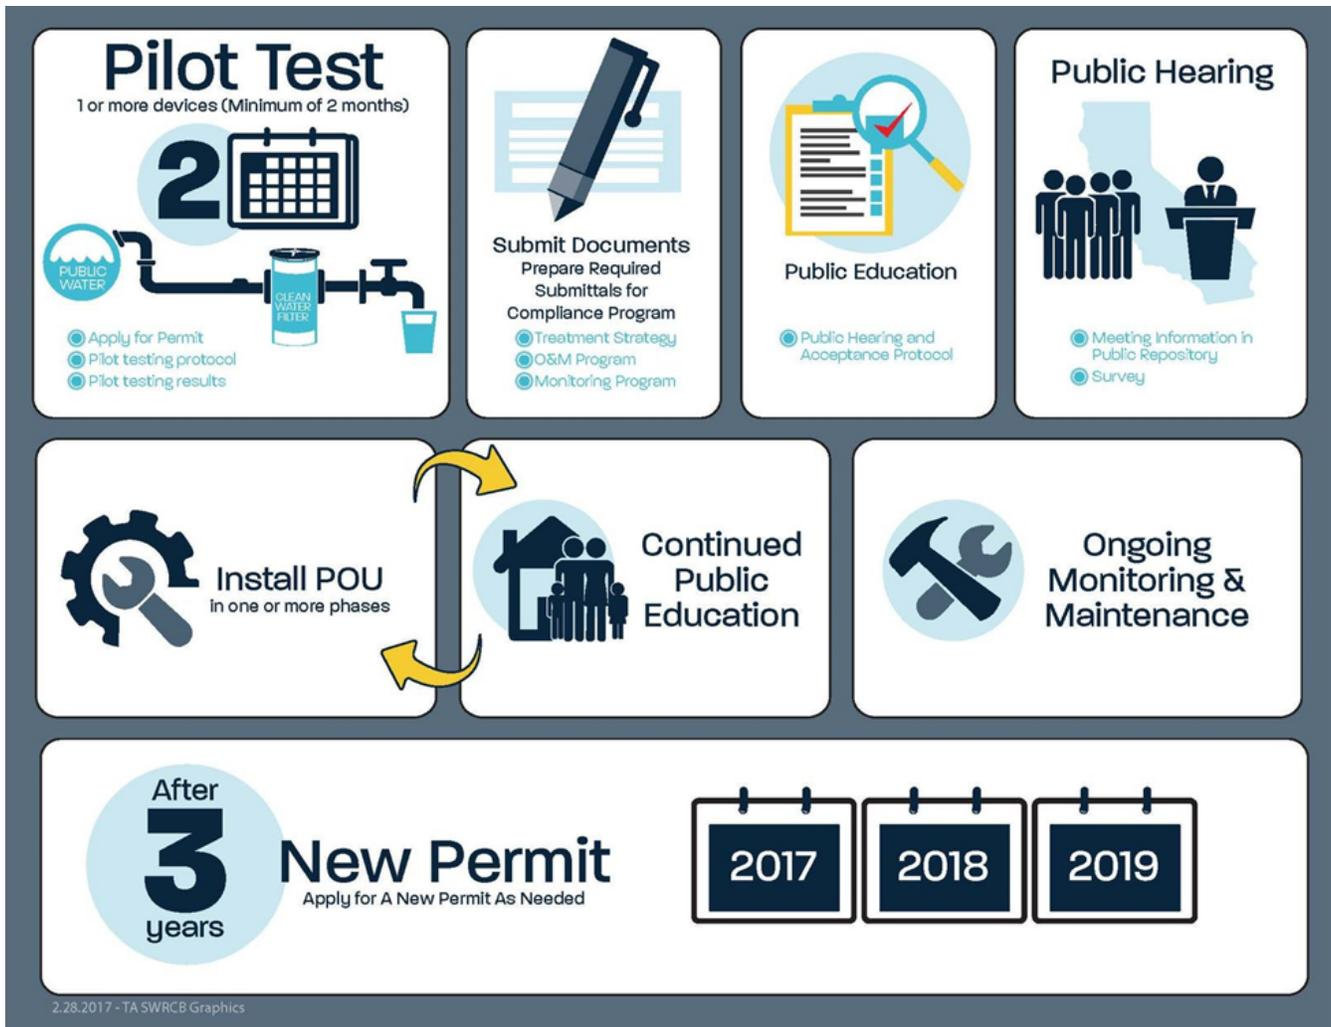 Pilot Test
1 or more devices (Minimum of 2 months)
2
PUBLIC
WATER
CLEAN
WATER
FILTER
Apply for Permit
Pilot testing protocol
Pilot testing results
Submit Documents
Prepare Required
Submittals for
Compliance Program
Treatment Strategy
O&M Program
Monitoring Program
Public Education
Public Hearing and
Acceptance Protocol
Public Hearing
Meeting Information in
Public Repository
Survey
Install POU
in one or more phases
Continued
Public
Education
Ongoing
Monitoring &
Maintenance
After
3
years
New Permit
Apply for A New Permit As Needed
2017
2018
2019
2.28.2017 - TA SWRCB Graphics